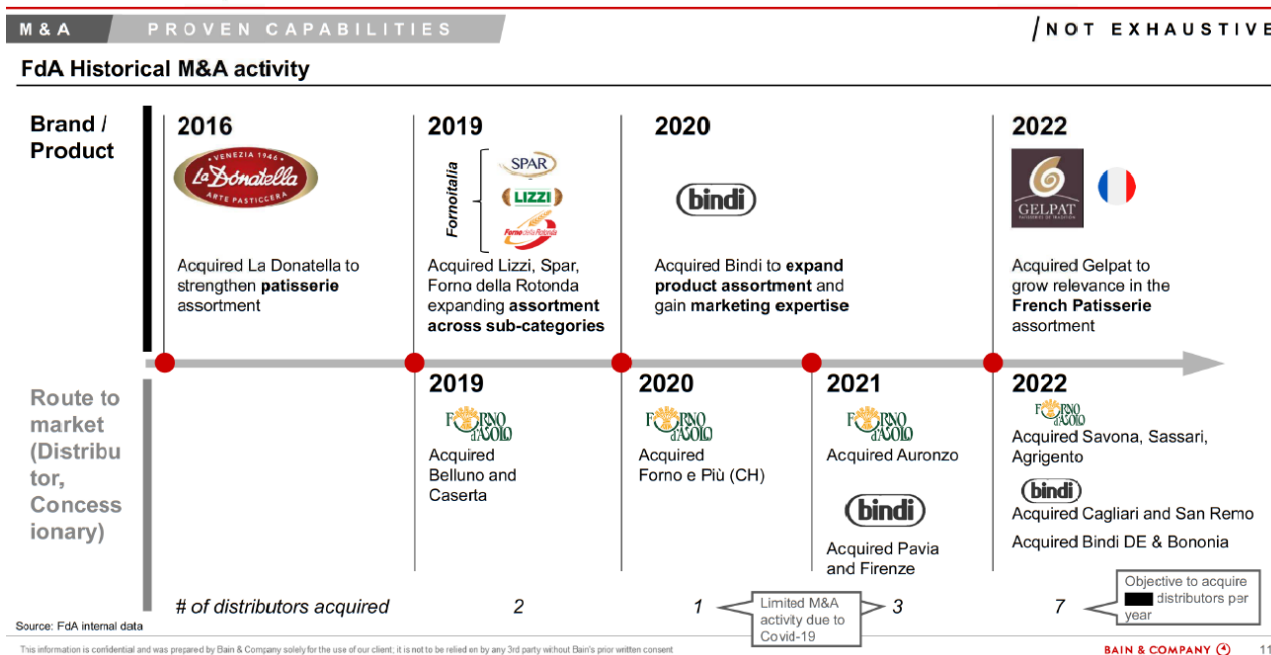 M&A PROVEN CAPABILITIES
/NOT EXHAUSTIVE
FdA Historical M&A activity
Brand /
Product
2016
VENEZIA 1946
La Donatella
ARTE PASTICCERA
Acquired La Donatella to
strengthen patisserie
assortment
2019
Fornoitalia
SPAR
LIZZI
Forno della Rotonda
Acquired Lizzi, Spar,
Forno della Rotonda
expanding assortment
across sub-categories
2020
bindi
Acquired Bindi to expand
product assortment and
gain marketing expertise
2022
GELPAT
Acquired Gelpat to
grow relevance in the
French Patisserie
assortment
Route to
market
(Distribu
tor,
Concess
ionary)
2019
FORNO
d'ASOLO
Acquired
Belluno and
Caserta
2020
FORNO
d'ASOLO
Acquired
Forno e Più (CH)
2021
FORNO
d'ASOLO
Acquired Auronzo
bindi
Acquired Pavia
and Firenze
2022
FORNO
d'ASOLO
Acquired Savona, Sassari,
Agrigento
bindi
Acquired Cagliari and San Remo
Acquired Bindi DE & Bononia
# of distributors acquired
2
1
Limited M&A
activity due to
Covid-19
3
7
Objective to acquire
distributors per
year
Source: FdA internal data
This information is confidential and was prepared by Bain & Company solely for the use of our client; it is not to be relied on by any 3rd party without Bain's prior written consent
BAIN & COMPANY
11